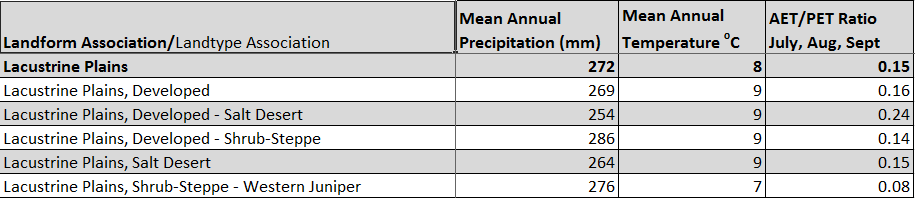 Landform Association/Landtype Association Mean Annual Precipitation (mm) Mean Annual Temperature °C AET/PET Ratio July, Aug, Sept
Lacustrine Plains 272 8 0.15
Lacustrine Plains, Developed 269 9 0.16
Lacustrine Plains, Developed - Salt Desert 254 9 0.24
Lacustrine Plains, Developed - Shrub-Steppe 286 9 0.14
Lacustrine Plains, Salt Desert 264 9 0.15
Lacustrine Plains, Shrub-Steppe - Western Juniper 276 7 0.08